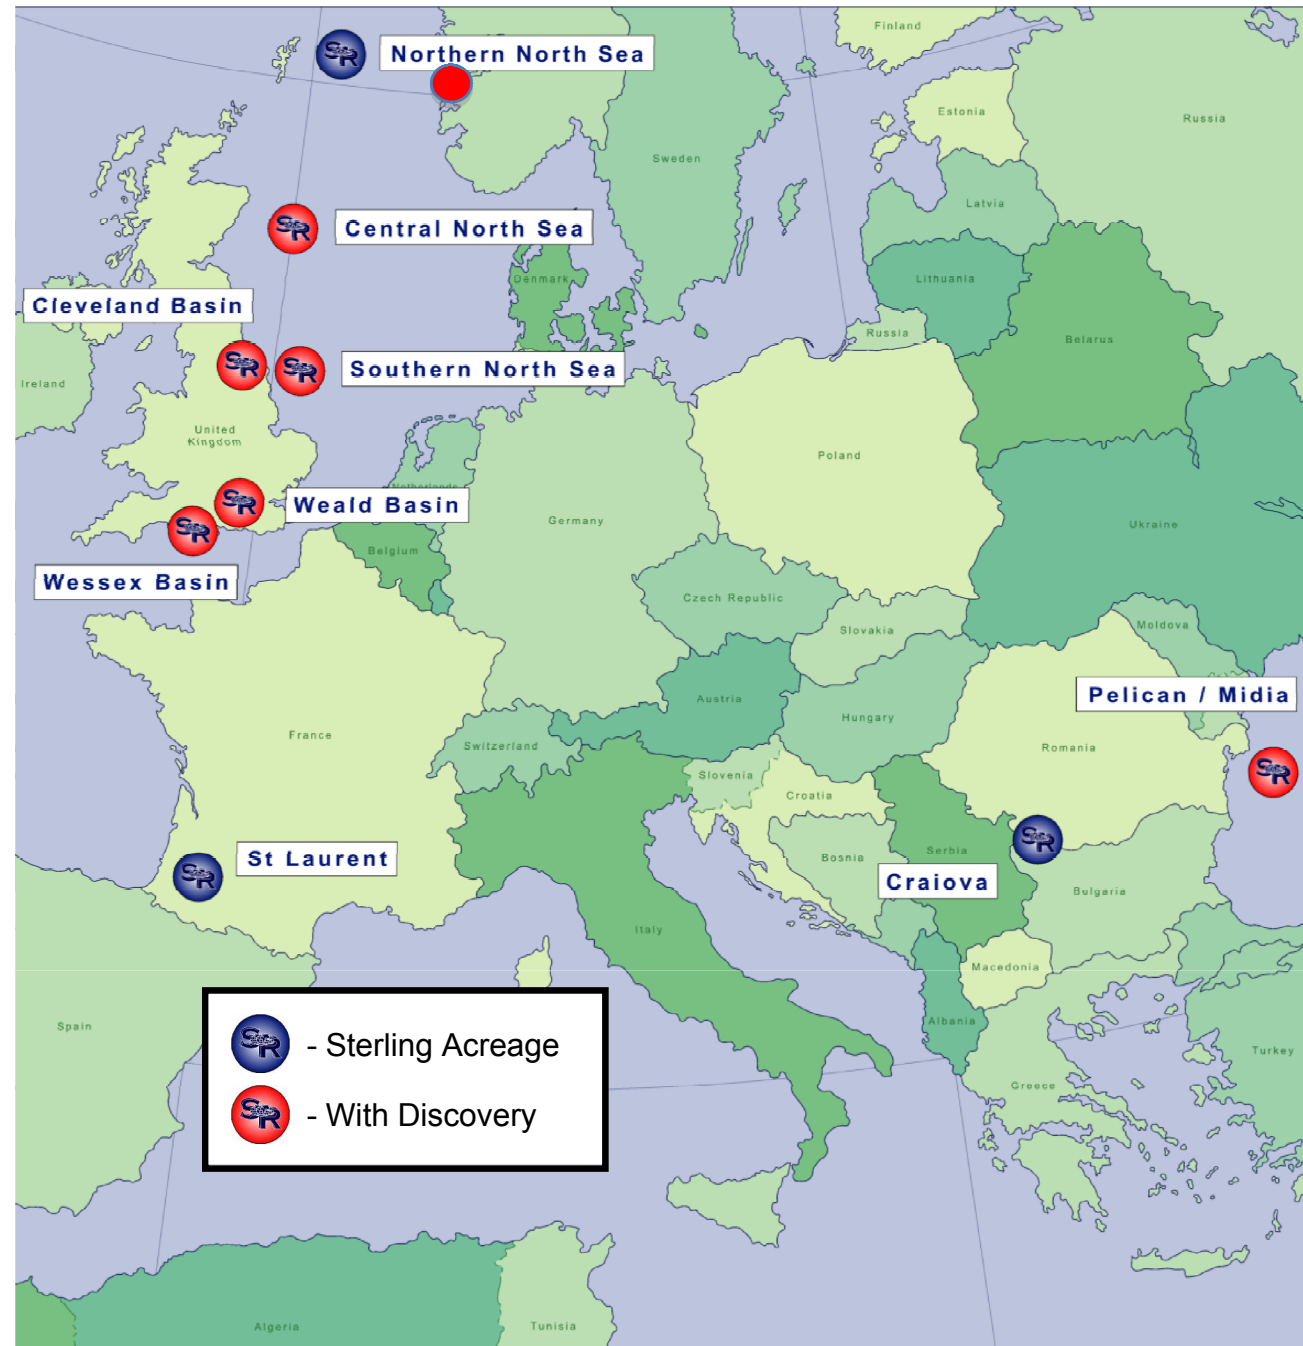 Finland
Northern North Sea
Estonia
Russia
Sweden
Latvia
Central North Sea
Denmark
Lithuania
Cleveland Basin
Russia
Belarus
Southern North Sea
Ireland
United
Kingdom
Poland
Netherlands
Weald Basin
Germany
Ukraine
Belgium
Wessex Basin
Czech Republic
Slovakia
Moldova
Austria
Pelican / Midia
Hungary
France
Switzerland
Romania
Slovenia
Croatia
St Laurent
Bosnia
Serbia
Craiova
Bulgaria
Italy
Macedonia
Spain
Albania
Turkey
Greece
SR - Sterling Acreage
SR - With Discovery
Algeria
Tunisia